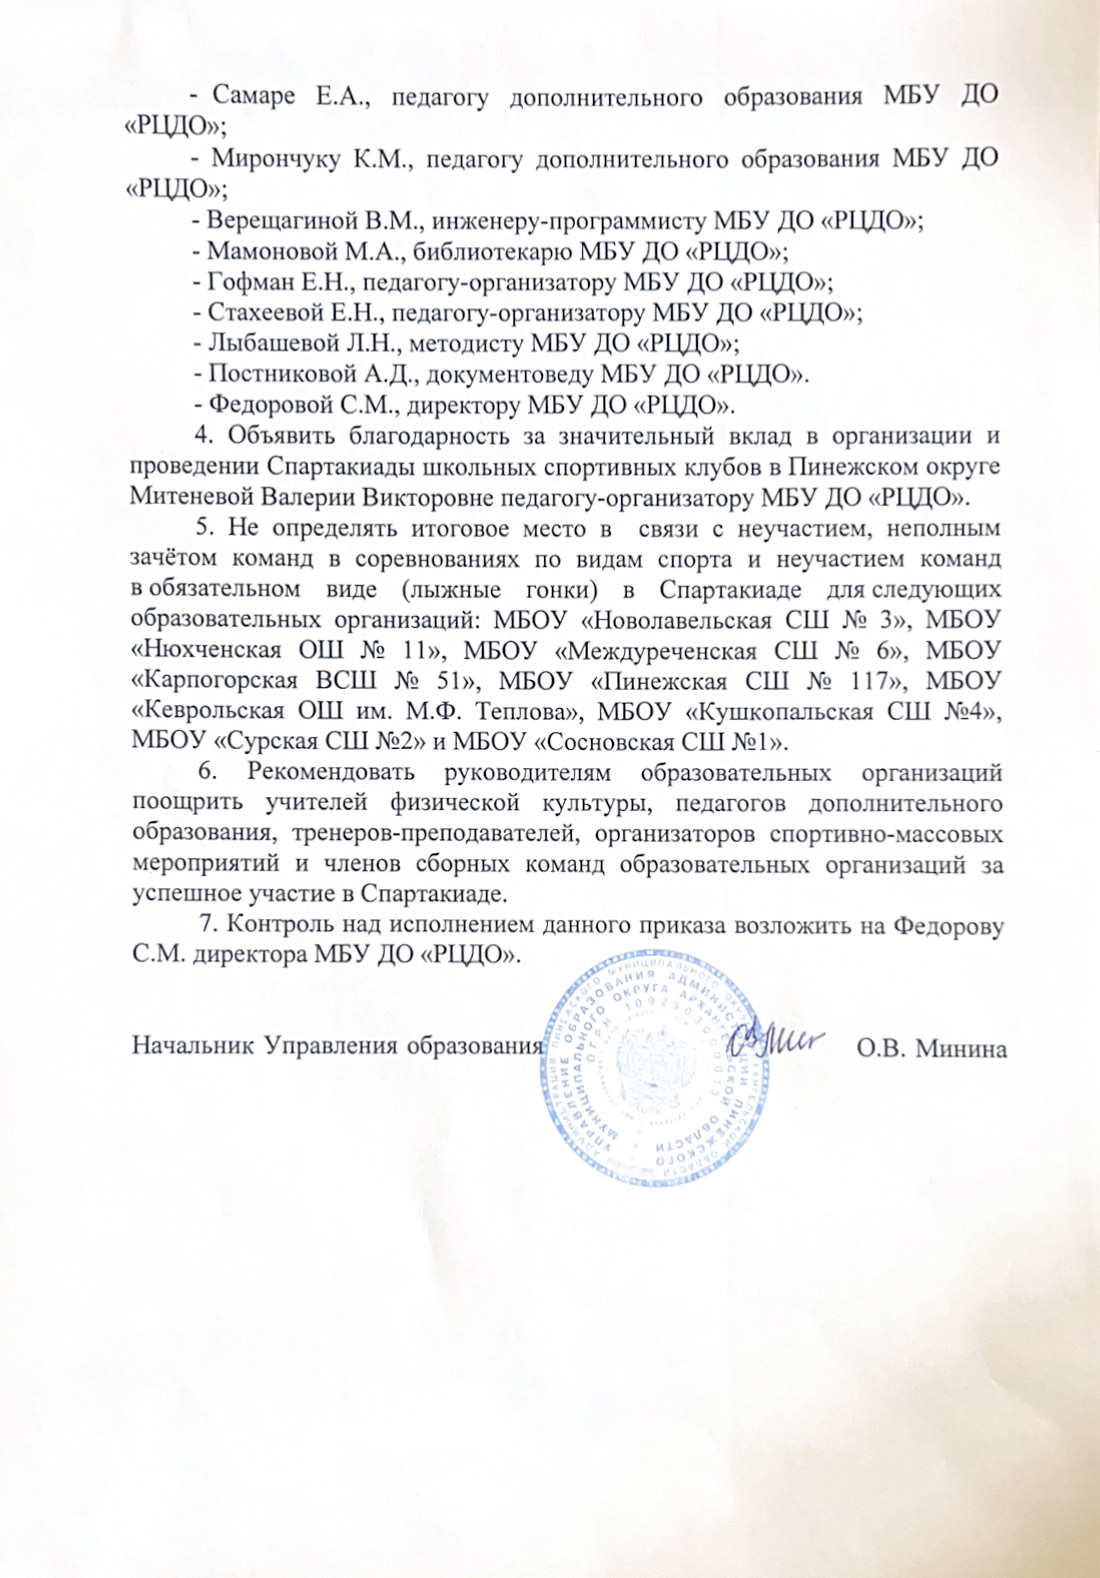 - Самаре Е.А., педагогу дополнительного образования МБУ ДО
«РЦДО»;
- Мирончуку К.М., педагогу дополнительного образования МБУ ДО
«РЦДО»;
- Верещагиной В.М., инженеру-программисту МБУ ДО «РЦДО»;
- Мамоновой М.А., библиотекарю МБУ ДО «РЦДО»;
- Гофман Е.Н., педагогу-организатору МБУ ДО «РЦДО»;
- Стахеевой Е.Н., педагогу-организатору МБУ ДО «РЦДО»;
- Лыбашевой Л.Н., методисту МБУ ДО «РЦДО»;
- Постниковой А.Д., документоведу МБУ ДО «РЦДО».
- Федоровой С.М., директору МБУ ДО «РЦДО».
4. Объявить благодарность за значительный вклад в организации и
проведении Спартакиады школьных спортивных клубов в Пинежском округе
Митеневой Валерии Викторовне педагогу-организатору МБУ ДО «РЦДО».
5. Не определять итоговое место в связи с неучастием, неполным
зачётом команд в соревнованиях по видам спорта и неучастием команд
в обязательном виде (лыжные гонки) в Спартакиаде для следующих
образовательных организаций: МБОУ «Новолавельская СШ № 3», МБОУ
«Нюхченская ОШ № 11», МБОУ «Междуреченская СШ № 6», МБОУ
«Карпогорская ВСШ № 51», МБОУ «Пинежская СШ № 117», МБОУ
«Кеврольская ОШ им. М.Ф. Теплова», МБОУ «Кушкопальская СШ №4»,
МБОУ «Сурская СШ №2» и МБОУ «Сосновская СШ №1».
6. Рекомендовать руководителям образовательных организаций
поощрить учителей физической культуры, педагогов дополнительного
образования, тренеров-преподавателей, организаторов спортивно-массовых
мероприятий и членов сборных команд образовательных организаций за
успешное участие в Спартакиаде.
7. Контроль над исполнением данного приказа возложить на Федорову
С.М. директора МБУ ДО «РЦДО».
Начальник Управления образования
О.В. Минина
УПРАВЛЕНИЕ ОБРАЗОВАНИЯ АДМИНИСТРАЦИИ ПИНЕЖСКОГО
МУНИЦИПАЛЬНОГО ОКРУГА АРХАНГЕЛЬСКОЙ ОБЛАСТИ
ОГРН